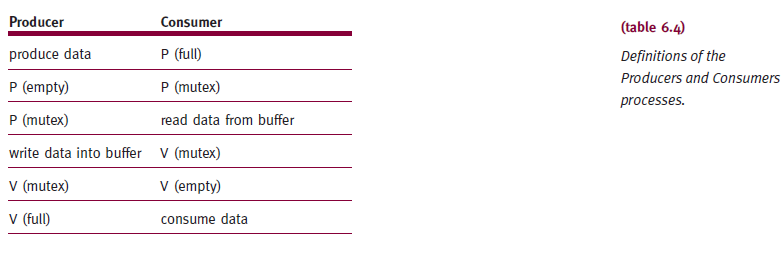 Producer Consumer
produce data P (full)
P (empty) P (mutex)
P (mutex) read data from buffer
write data into buffer V (mutex)
V (mutex) V (empty)
V (full) consume data
(table 6.4)
Definitions of the
Producers and Consumers
processes.